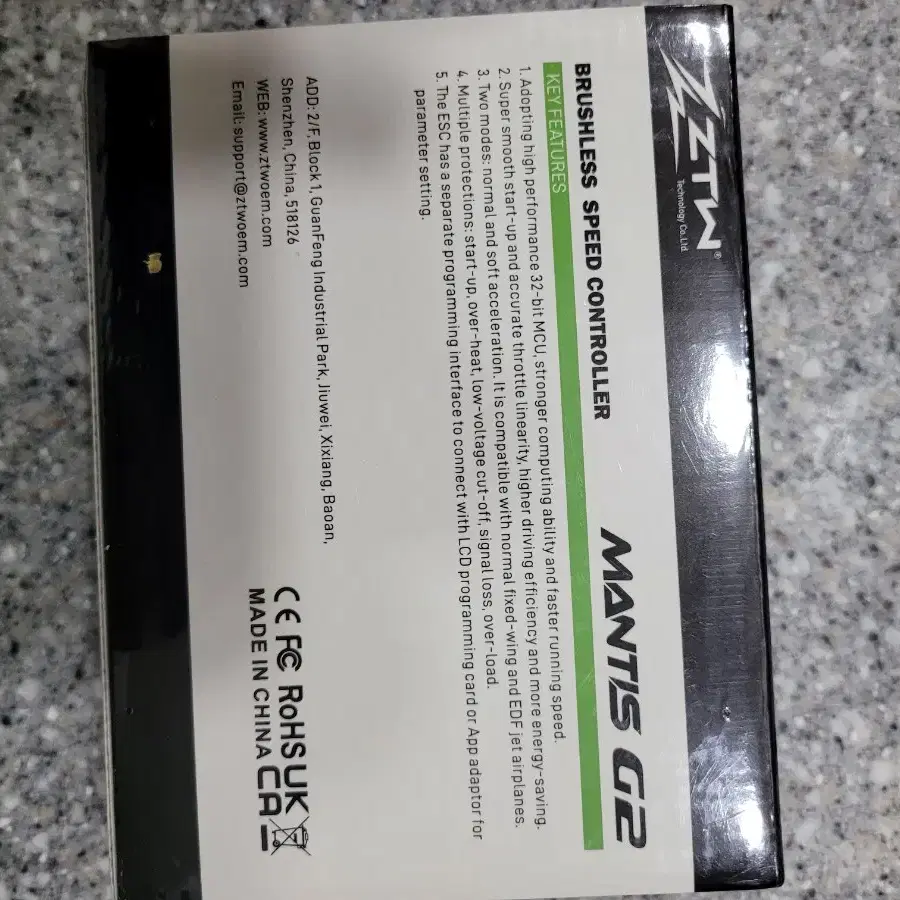 ZTW®
Technology Co.Ltd.
BRUSHLESS SPEED CONTROLLER
MANTIS G2
KEY FEATURES
1. Adopting high performance 32-bit MCU, stronger computing ability and faster running speed.
2. Super smooth start-up and accurate throttle linearity, higher driving efficiency and more energy-saving.
3. Two modes: normal and soft acceleration. It is compatible with normal fixed-wing and EDF jet airplanes.
4. Multiple protections: start-up, over-heat, low-voltage cut-off, signal loss, over-load.
5. The ESC has a separate programming interface to connect with LCD programming card or App adaptor for
parameter setting.
ADD: 2/F, Block 1, GuanFeng Industrial Park, Jiuwei, Xixiang, Baoan,
Shenzhen, China, 518126
WEB: www.ztwoem.com
Email: support@ztwoem.com
CE FC RoHS UK
CA
MADE IN CHINA